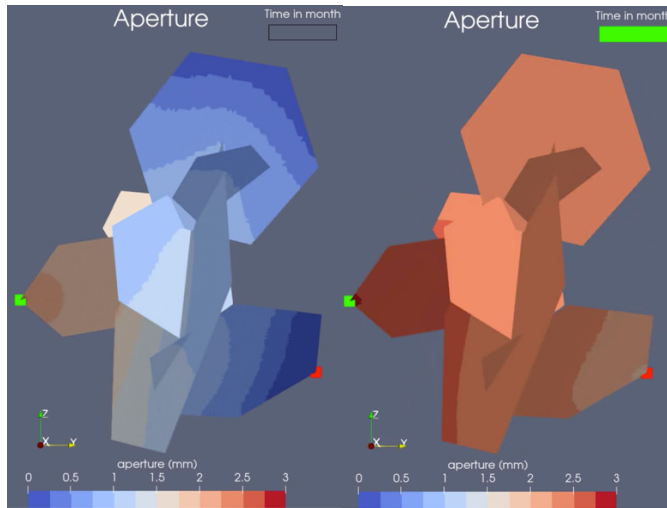 Aperture
Time in month
Aperture
Time in month
Z
X
Y
Z
X
Y
aperture (mm)
0 0.5 1 1.5 2 2.5 3
aperture (mm)
0 0.5 1 1.5 2 2.5 3